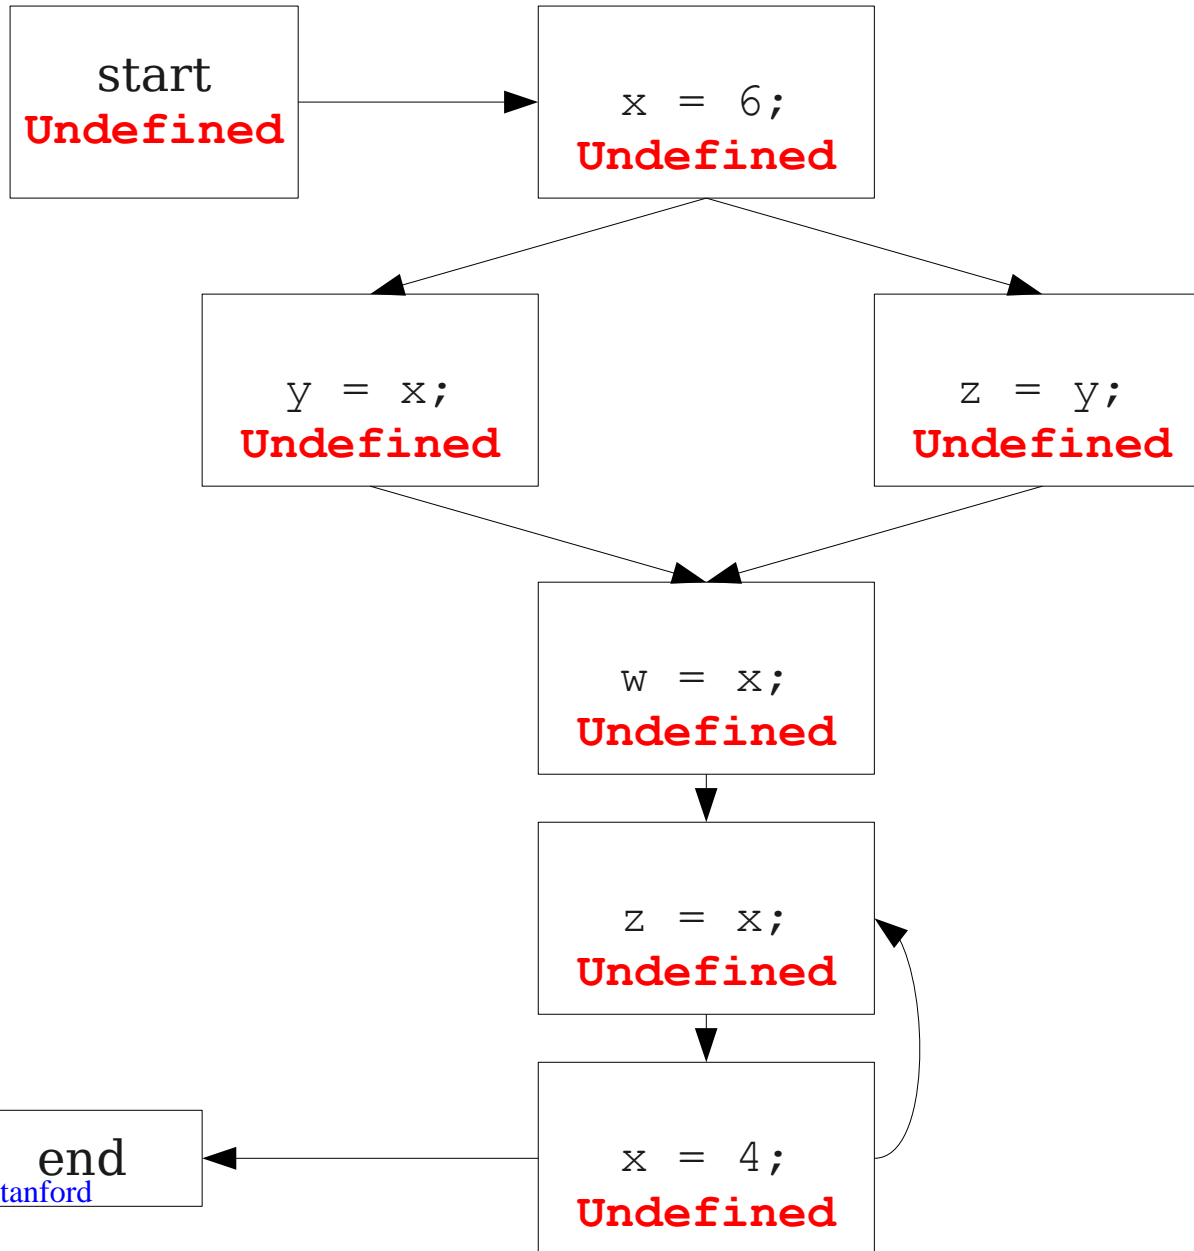 start
Undefined
x = 6;
Undefined
y = x;
Undefined
z = y;
Undefined
w = x;
Undefined
z = x;
Undefined
x = 4;
Undefined
end
tanford